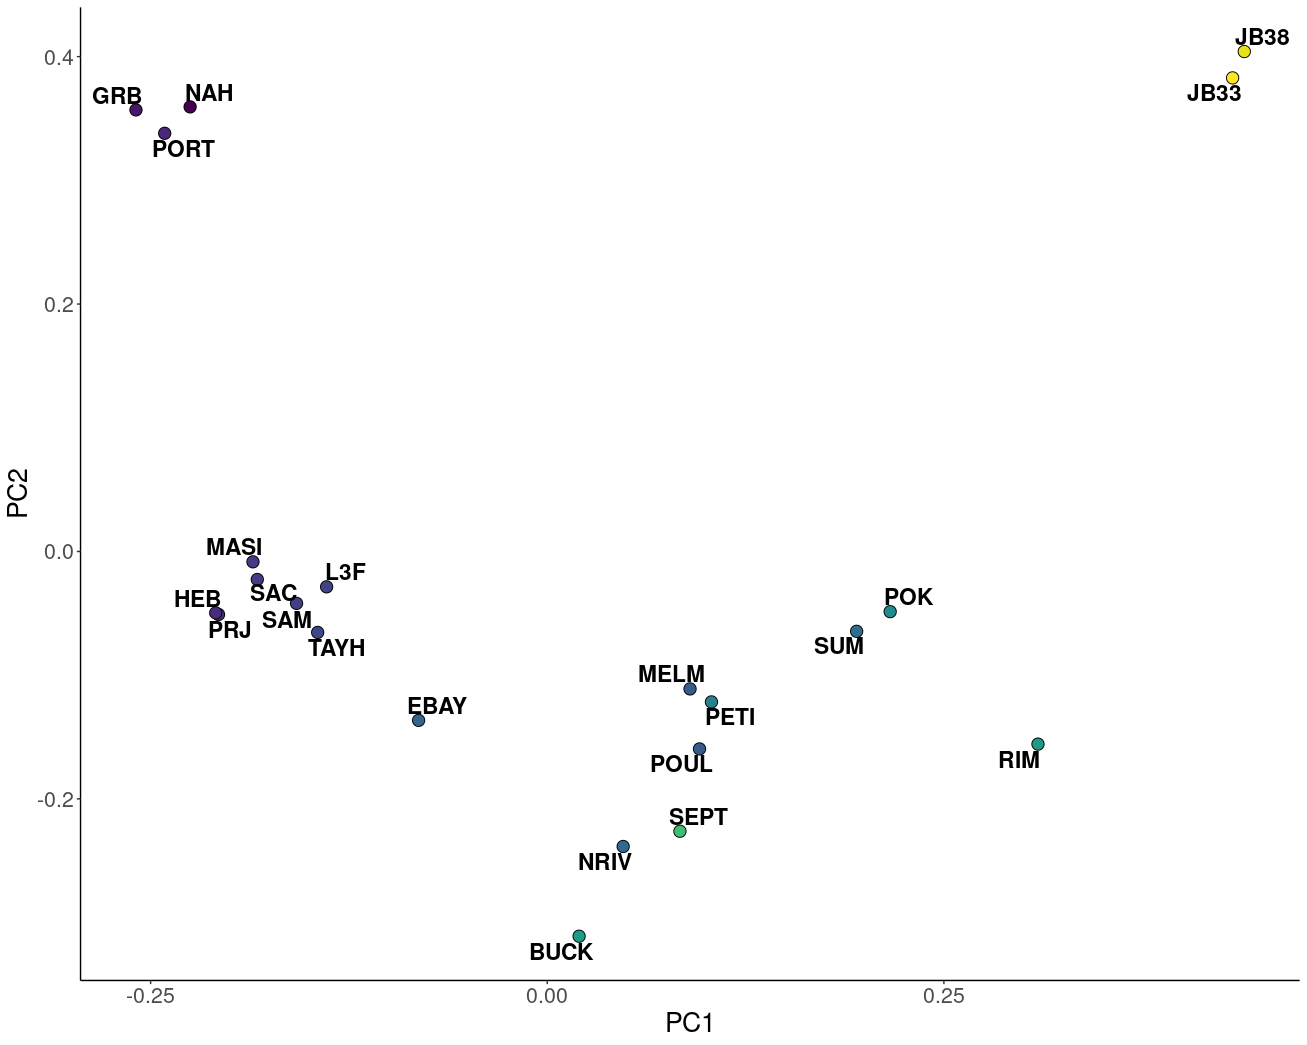 JB38
0.4
GRB
NAH
JB33
PORT
0.2
PC2
MASI
0.0
L3F
SAC
HEB
POK
SAM
PRJ
TAYH
SUM
MELM
EBAY
PETI
POUL
RIM
-0.2
SEPT
NRIV
BUCK
-0.25
0.00
0.25
PC1